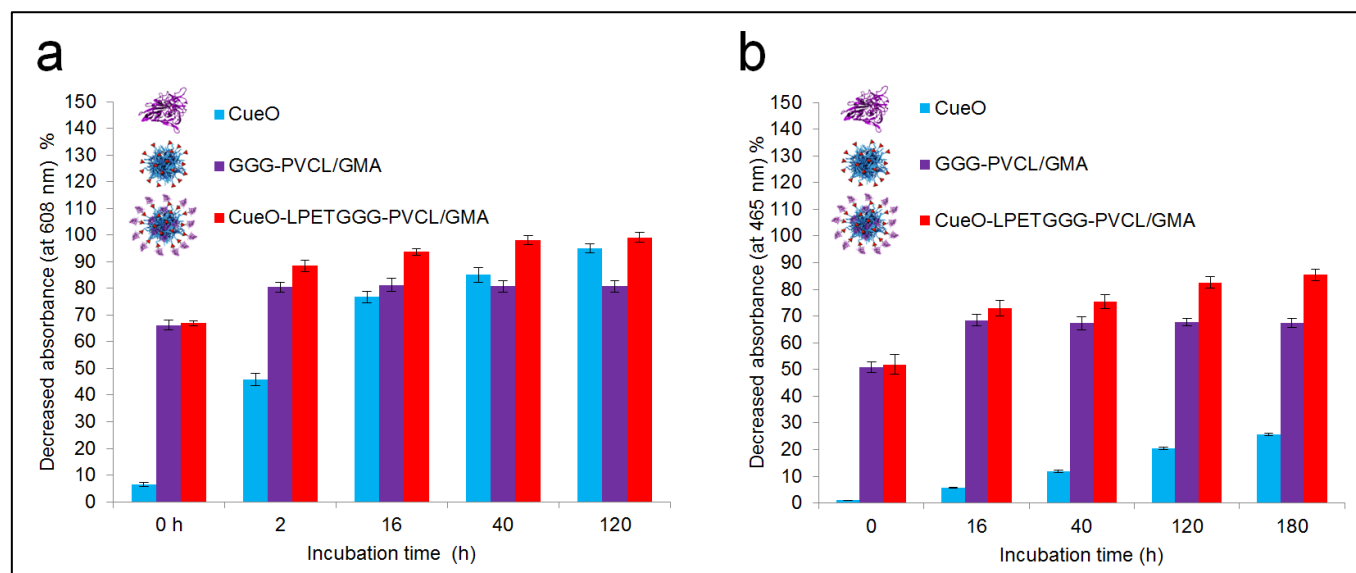 a
Decreased absorbance (at 608 nm) %
150
140
130
120
110
100
90
80
70
60
50
40
30
20
10
0
CueO
GGG-PVCL/GMA
CueO-LPETGGG-PVCL/GMA
0 h 2 16 40 120
Incubation time (h)
b
Decreased absorbance (at 465 nm) %
150
140
130
120
110
100
90
80
70
60
50
40
30
20
10
0
CueO
GGG-PVCL/GMA
CueO-LPETGGG-PVCL/GMA
0 16 40 120 180
Incubation time (h)